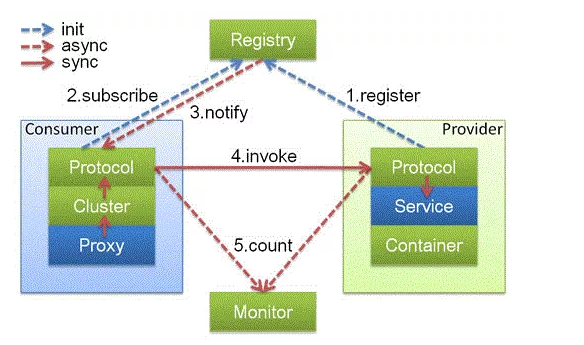 init
async
sync
Registry
2.subscribe
3.notify
1.register
Consumer
Provider
Protocol
4.invoke
Protocol
Cluster
Service
Proxy
5.count
Container
Monitor